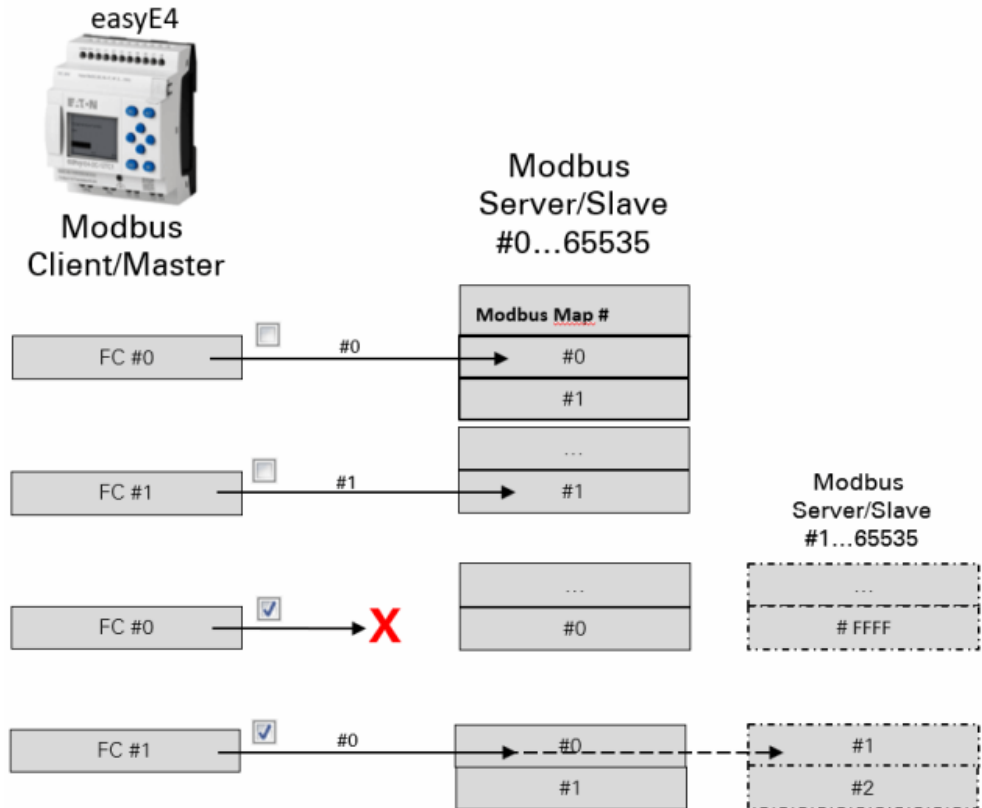 easyE4
EATON
Modbus
Client/Master
Modbus
Server/Slave
#0...65535
Modbus Map #
FC #0
#0
#0
#1
...
FC #1
#1
#1
Modbus
Server/Slave
#1...65535
...
...
FC #0
X
#0
# FFFF
FC #1
#0
#0
#1
#1
#2